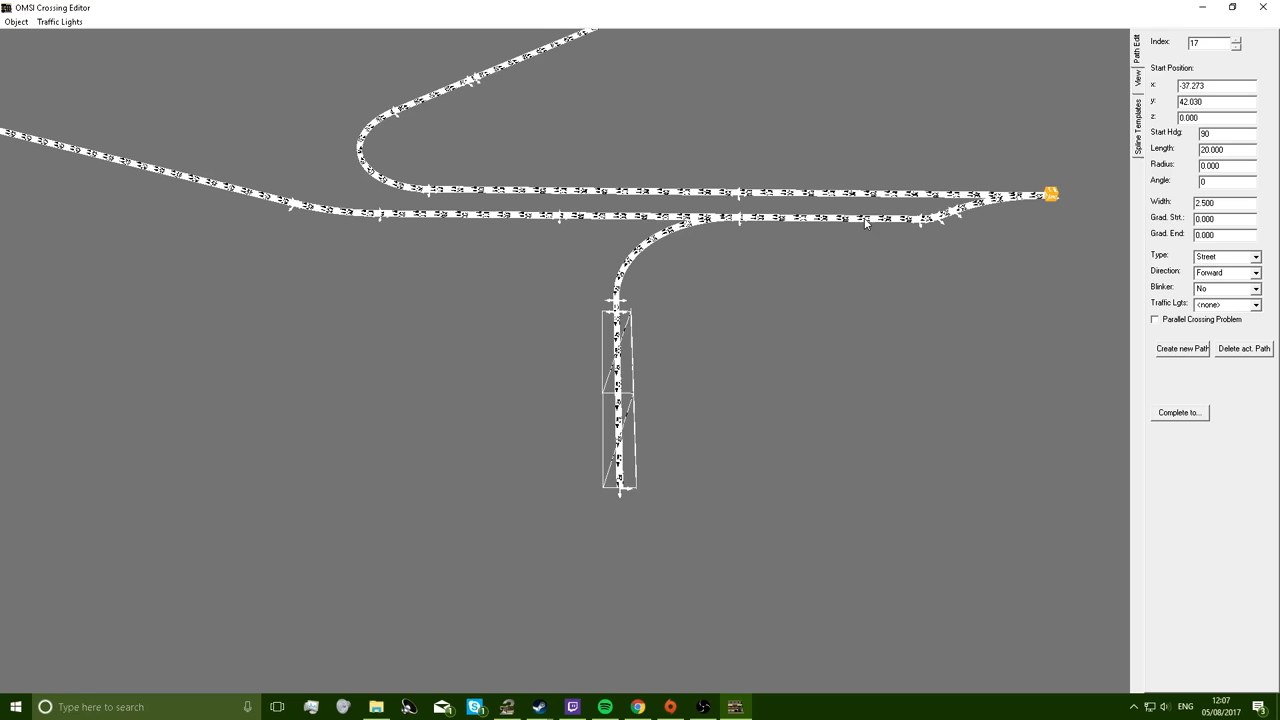 OMSI Crossing Editor
Object Traffic Lights
Path Edit
View
Spline Templates
Index: 17
Start Position:
x: -37.273
y: 42.030
z: 0.000
Start Hdg: 90
Length: 20.000
Radius: 0.000
Angle: 0
Width: 2.500
Grad. Strt.: 0.000
Grad. End: 0.000
Type: Street
Direction: Forward
Blinker: No
Traffic Lgts: <none>
Parallel Crossing Problem
Create new Path Delete act. Path
Complete to...
Type here to search
ENG
12:07
05/08/2017